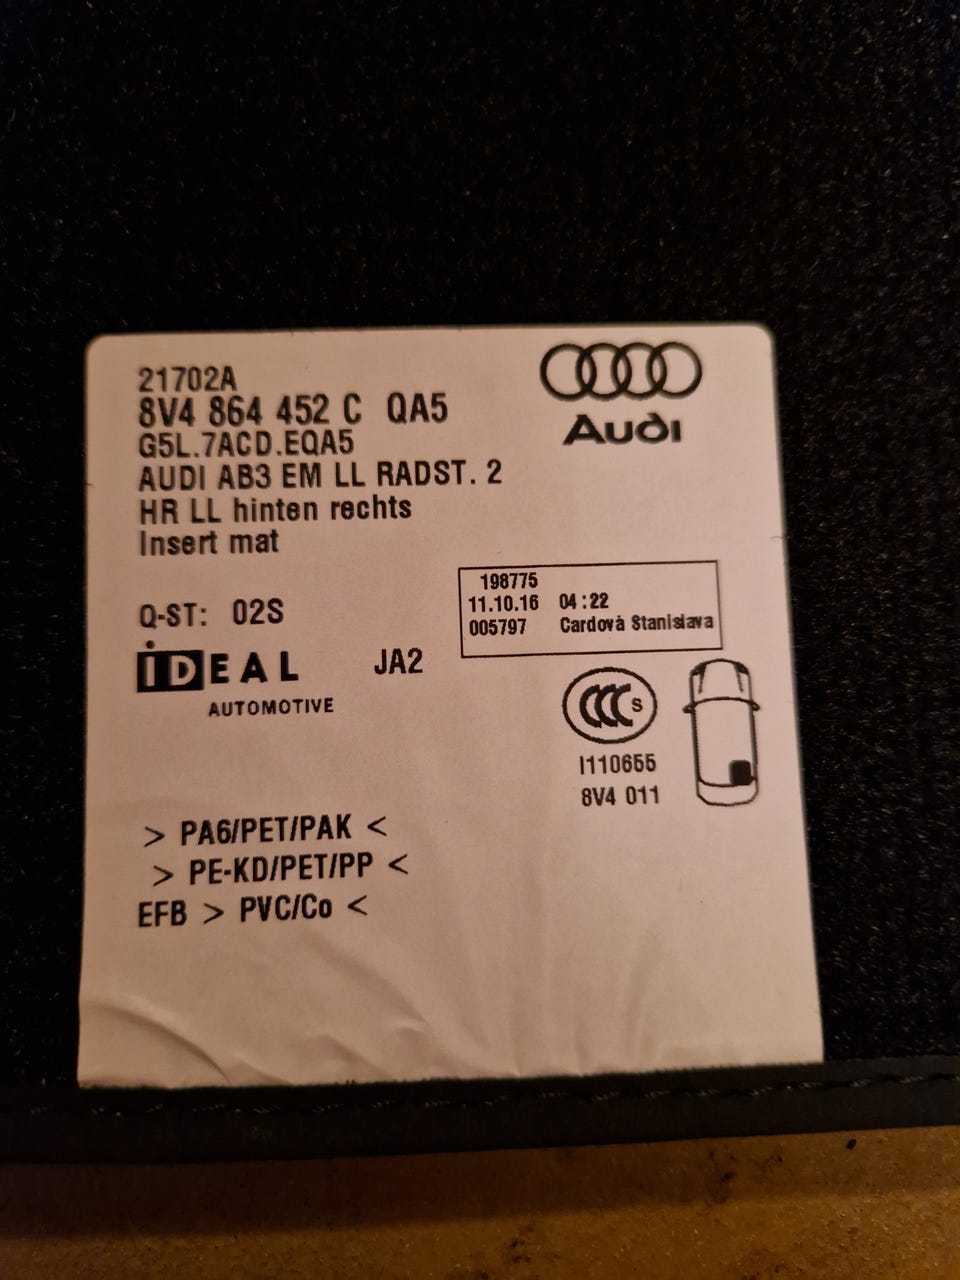 21702A
8V4 864 452 C QA5
G5L.7ACD.EQA5
AUDI AB3 EM LL RADST. 2
HR LL hinten rechts
Insert mat
Audi
Q-ST: 02S
198775
11.10.16 04:22
005797 Cardová Stanislava
iDEAL
AUTOMOTIVE
JA2
CCC S
I110655
8V4 011
> PA6/PET/PAK <
> PE-KD/PET/PP <
EFB > PVC/Co <